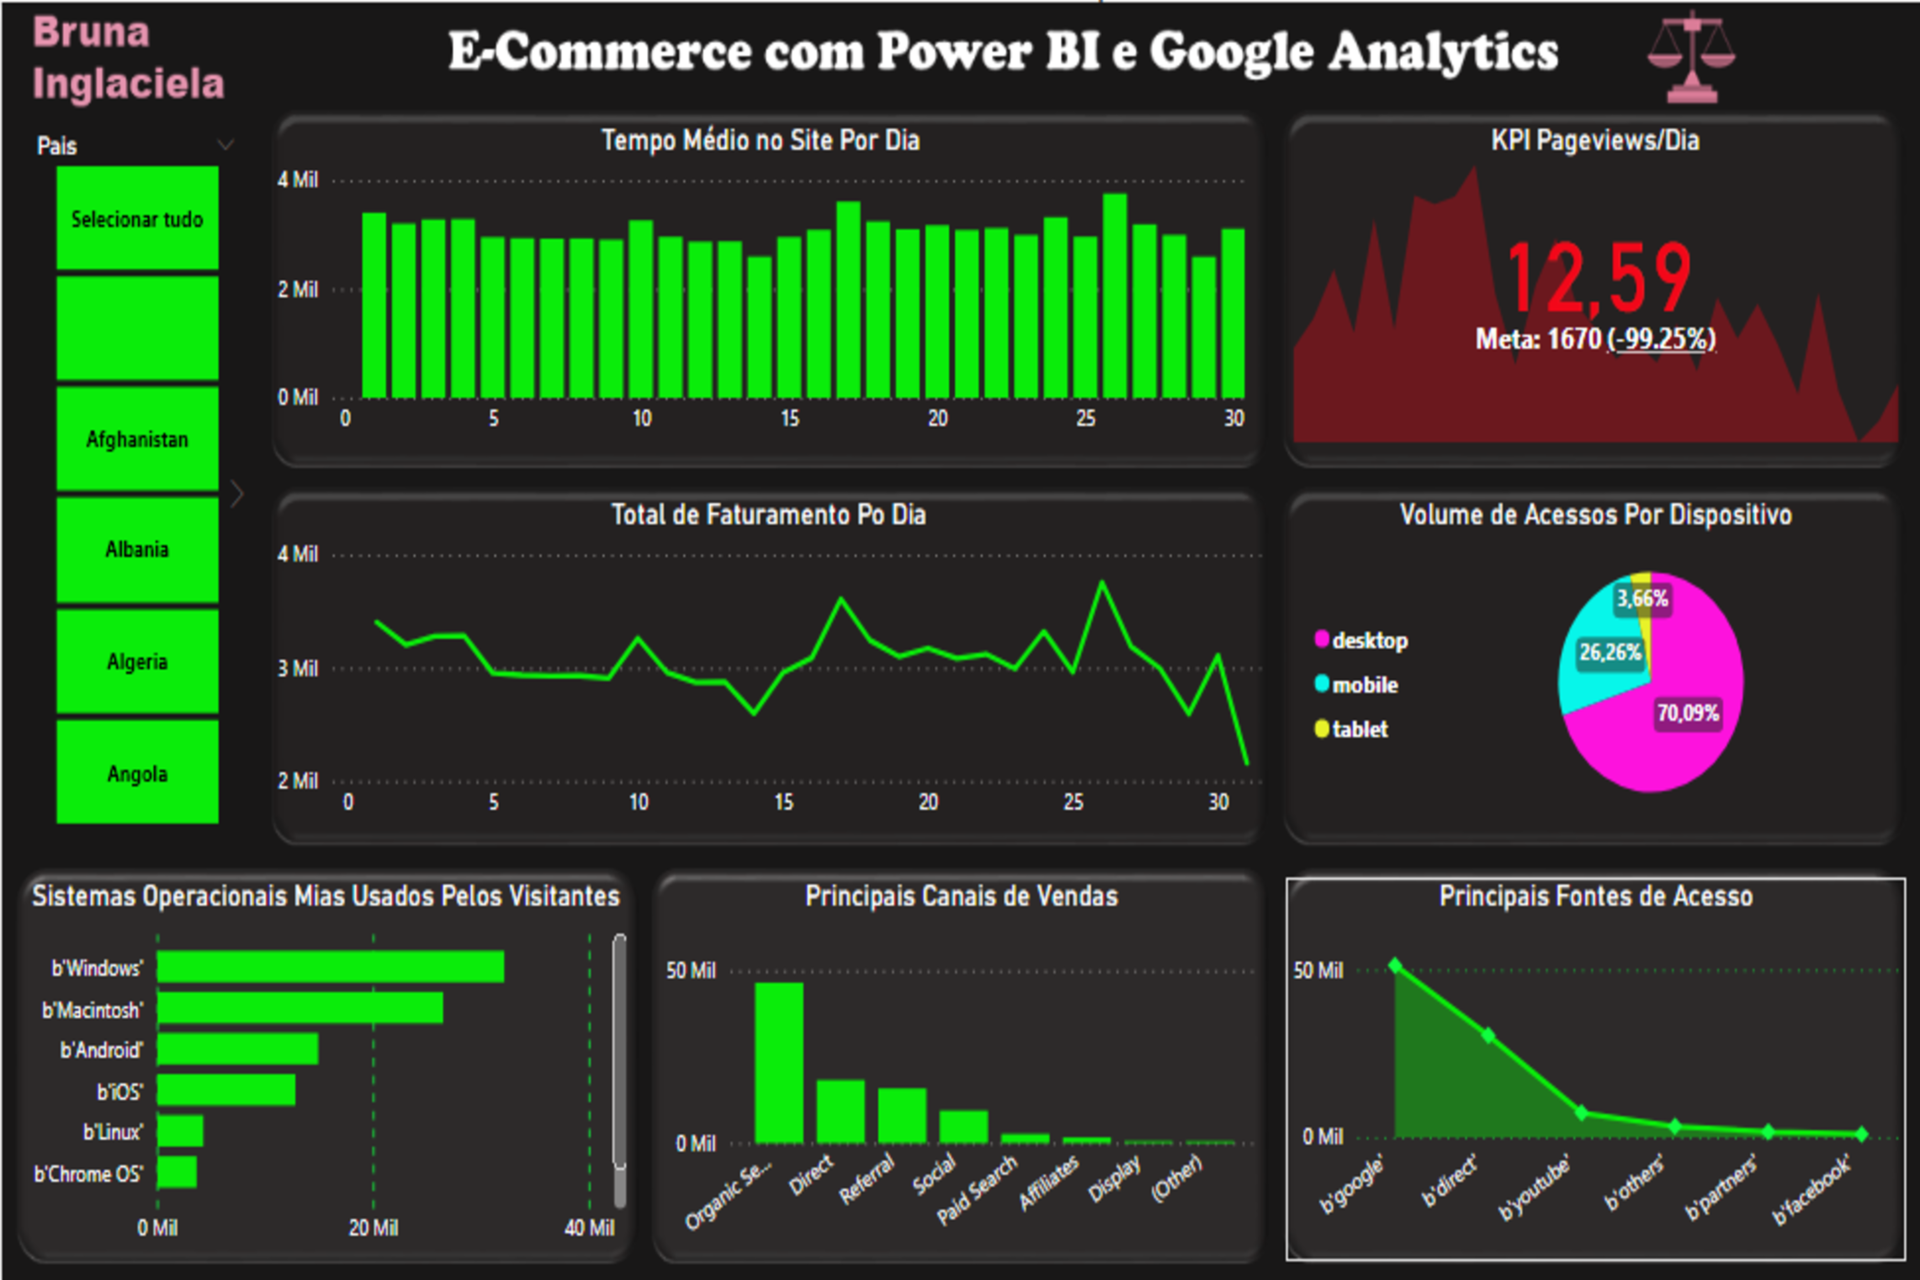 Bruna
Inglaciela
E-Commerce com Power BI e Google Analytics
Pais
Selecionar tudo
Afghanistan
Albania
Algeria
Angola
Tempo Médio no Site Por Dia
4 Mil
2 Mil
0 Mil
0 5 10 15 20 25 30
KPI Pageviews/Dia
12,59
Meta: 1670 (-99.25%)
Total de Faturamento Po Dia
4 Mil
3 Mil
2 Mil
0 5 10 15 20 25 30
Volume de Acessos Por Dispositivo
desktop
mobile
tablet
3,66%
26,26%
70,09%
Sistemas Operacionais Mias Usados Pelos Visitantes
b'Windows'
b'Macintosh'
b'Android'
b'iOS'
b'Linux'
b'Chrome OS'
0 Mil 20 Mil 40 Mil
Principais Canais de Vendas
50 Mil
0 Mil
Organic Se...
Direct
Referral
Social
Paid Search
Affiliates
Display
(Other)
Principais Fontes de Acesso
50 Mil
0 Mil
b'google'
b'direct'
b'youtube'
b'others'
b'partners'
b'facebook'